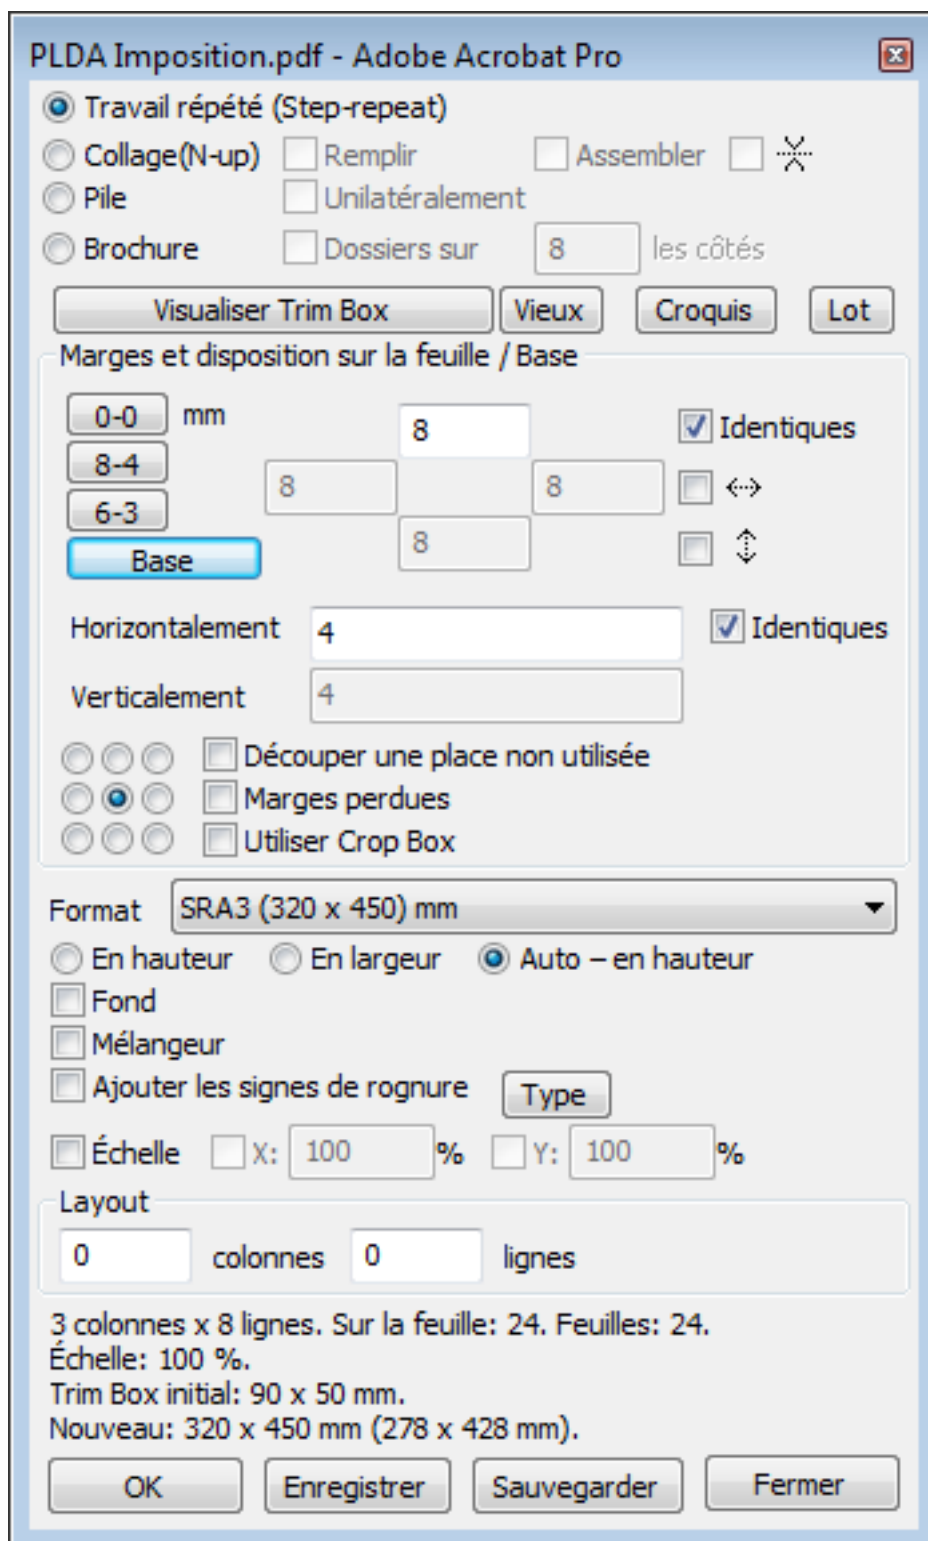 PLDA Imposition.pdf - Adobe Acrobat Pro
Travail répété (Step-repeat)
Collage(N-up) Remplir Assembler
Pile Unilatéralement
Brochure Dossiers sur 8 les côtés
Visualiser Trim Box Vieux Croquis Lot
Marges et disposition sur la feuille / Base
0-0 mm 8 Identiques
8-4 8 8
6-3 8
Base
Horizontalement 4 Identiques
Verticalement 4
Découper une place non utilisée
Marges perdues
Utiliser Crop Box
Format SRA3 (320 x 450) mm
En hauteur En largeur Auto – en hauteur
Fond
Mélangeur
Ajouter les signes de rognure Type
Échelle X: 100 % Y: 100 %
Layout
0 colonnes 0 lignes
3 colonnes x 8 lignes. Sur la feuille: 24. Feuilles: 24.
Échelle: 100 %.
Trim Box initial: 90 x 50 mm.
Nouveau: 320 x 450 mm (278 x 428 mm).
OK Enregistrer Sauvegarder Fermer